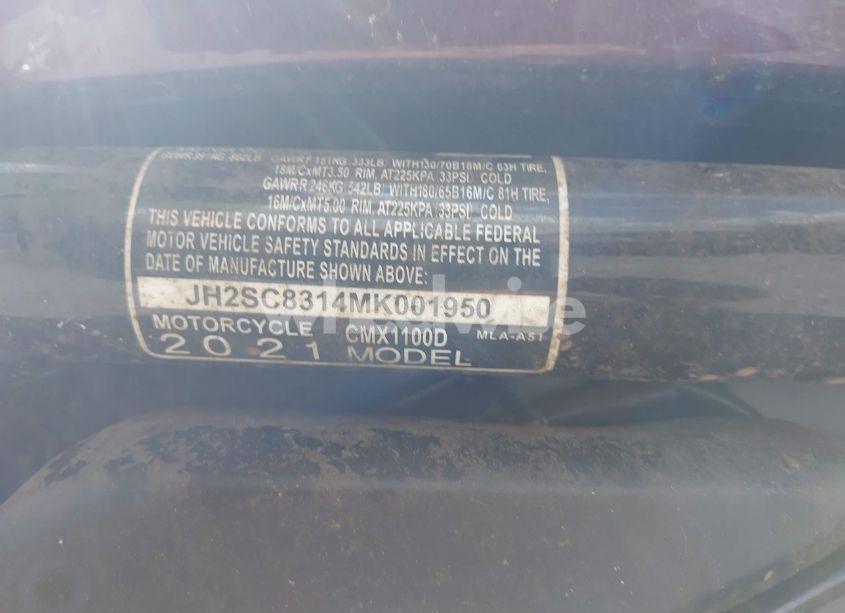 GAWR F 151KG 333LB. WITH130/70B18M/C 63H TIRE,
18M/CxMT3.50 RIM, AT225KPA 33PSI COLD
GAWR R 246KG 542LB. WITH180/65B16M/C 81H TIRE,
16M/CxMT5.00 RIM, AT225KPA 33PSI COLD
THIS VEHICLE CONFORMS TO ALL APPLICABLE FEDERAL
MOTOR VEHICLE SAFETY STANDARDS IN EFFECT ON THE
DATE OF MANUFACTURE SHOWN ABOVE:
JH2SC8314MK001950
MOTORCYCLE CMX1100D MLA-A51
2021 MODEL